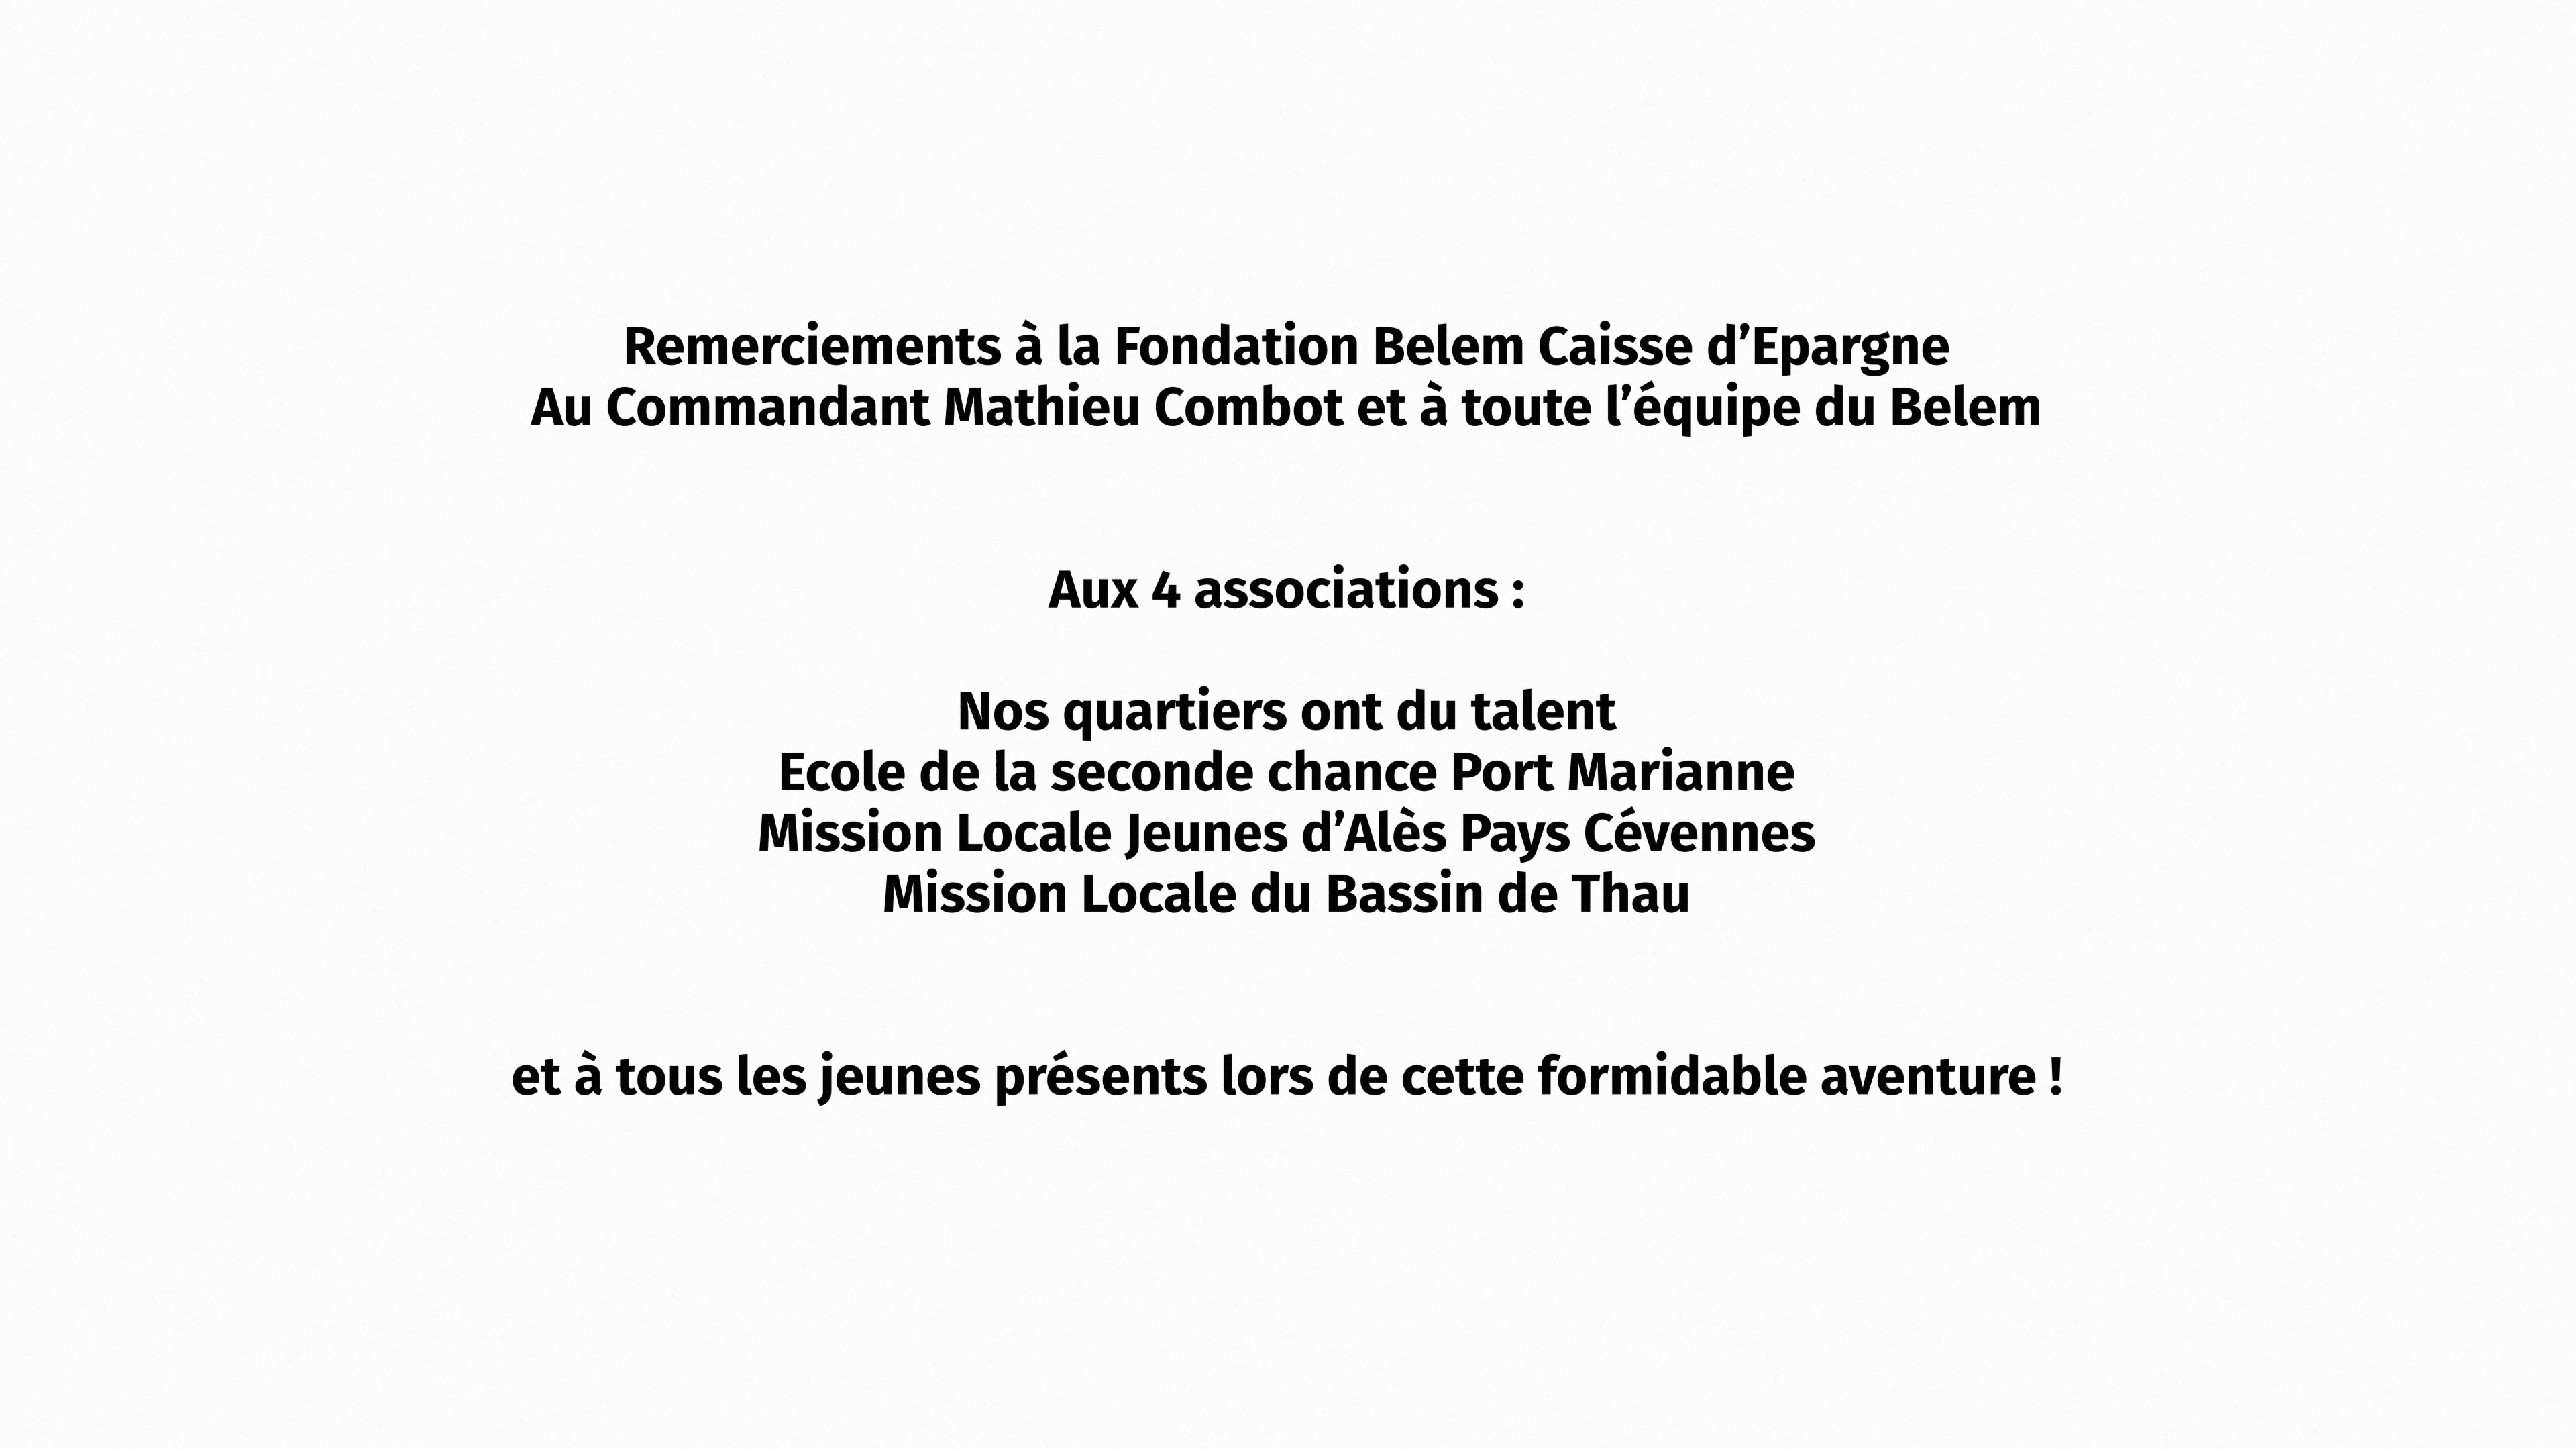 Remerciements à la Fondation Belem Caisse d’Epargne
Au Commandant Mathieu Combot et à toute l’équipe du Belem
Aux 4 associations :
Nos quartiers ont du talent
Ecole de la seconde chance Port Marianne
Mission Locale Jeunes d’Alès Pays Cévennes
Mission Locale du Bassin de Thau
et à tous les jeunes présents lors de cette formidable aventure !